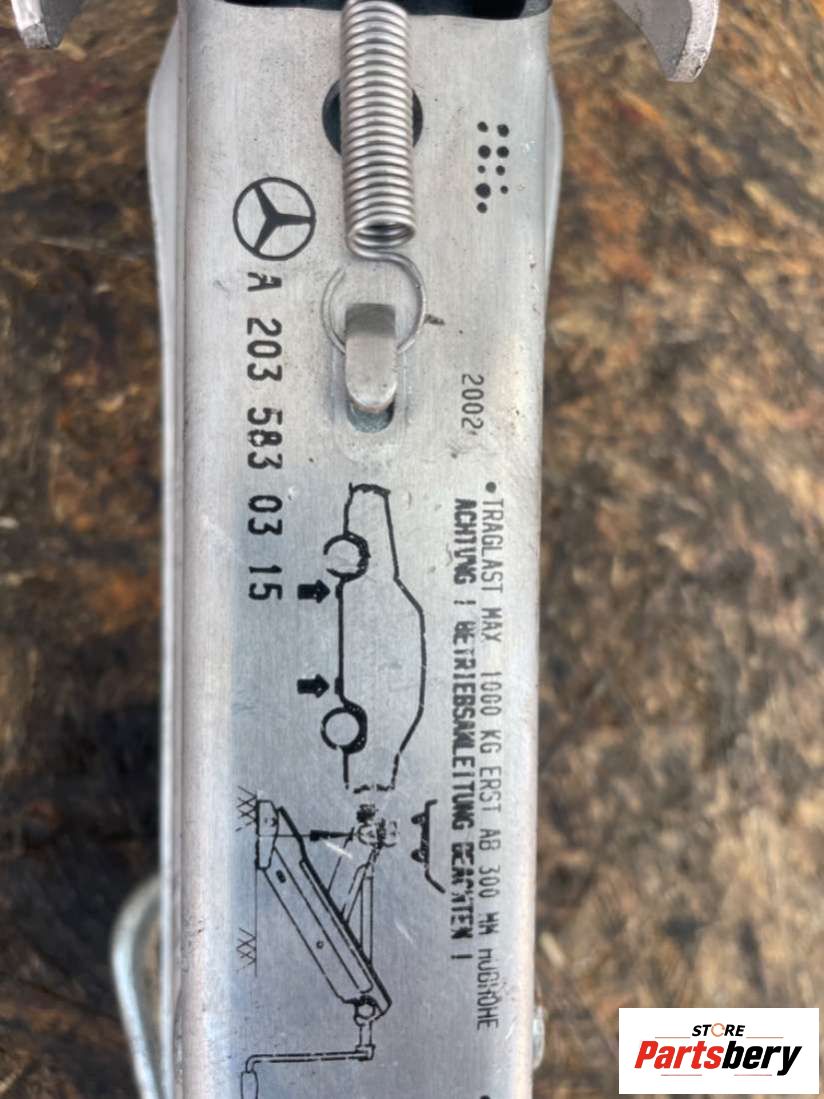 A 203 583 03 15
2002
TRAGLAST MAX 1000 KG ERST AB 300 MM HUBHÖHE
ACHTUNG ! BETRIEBSANLEITUNG BEACHTEN !
STORE
Partsbery